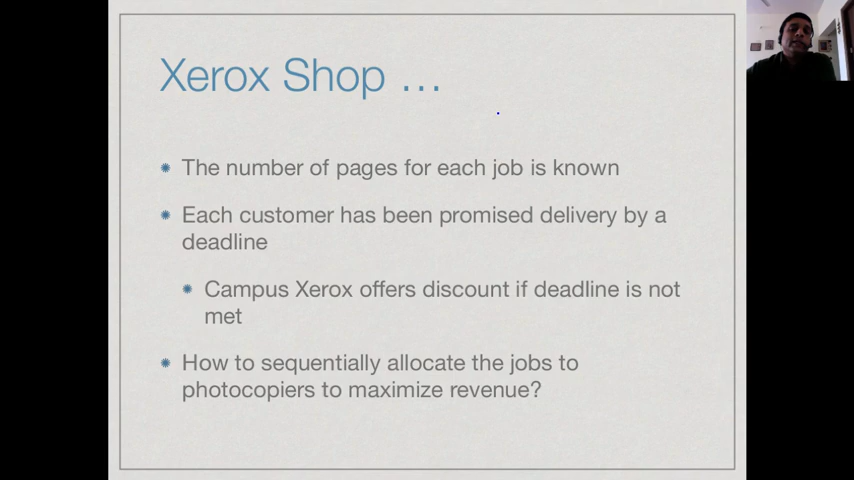 Xerox Shop …
The number of pages for each job is known
Each customer has been promised delivery by a
deadline
Campus Xerox offers discount if deadline is not
met
How to sequentially allocate the jobs to
photocopiers to maximize revenue?